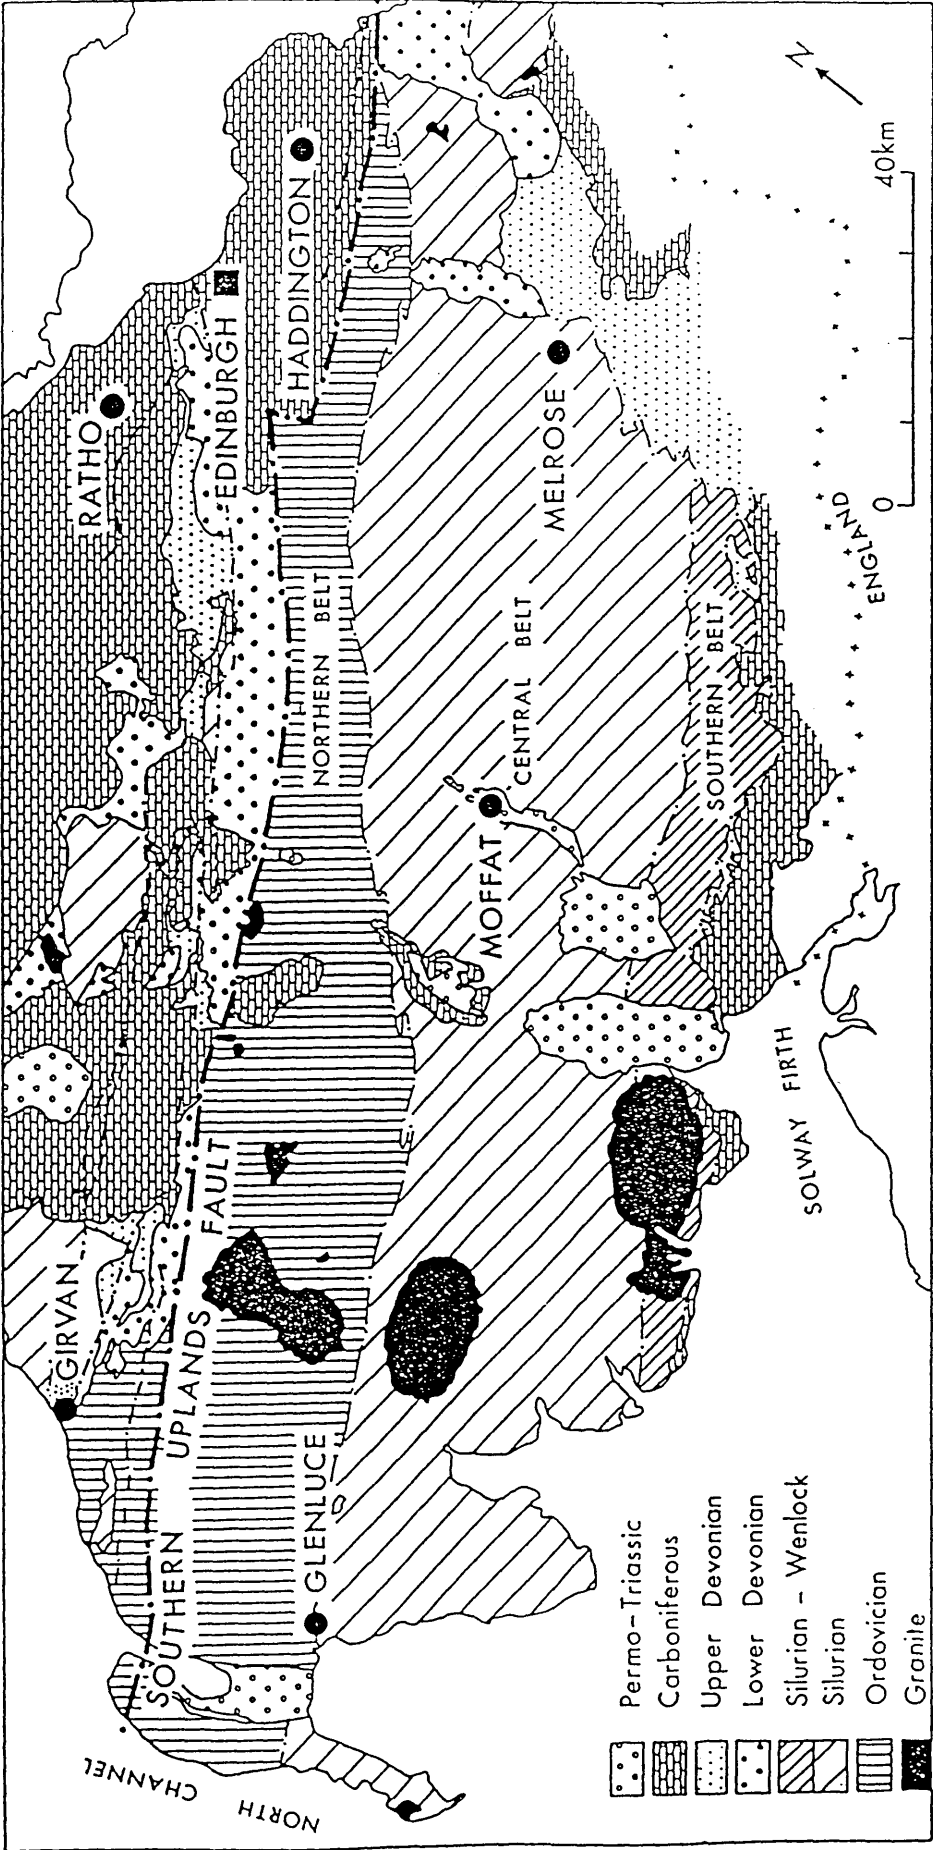 RATHO
EDINBURGH
HADDINGTON
MELROSE
MOFFAT
GIRVAN
GLENLUCE
SOUTHERN UPLANDS FAULT
NORTHERN BELT
CENTRAL BELT
SOUTHERN BELT
ENGLAND
SOLWAY FIRTH
NORTH CHANNEL
N
0 40km
Permo-Triassic
Carboniferous
Upper Devonian
Lower Devonian
Silurian - Wenlock
Silurian
Ordovician
Granite